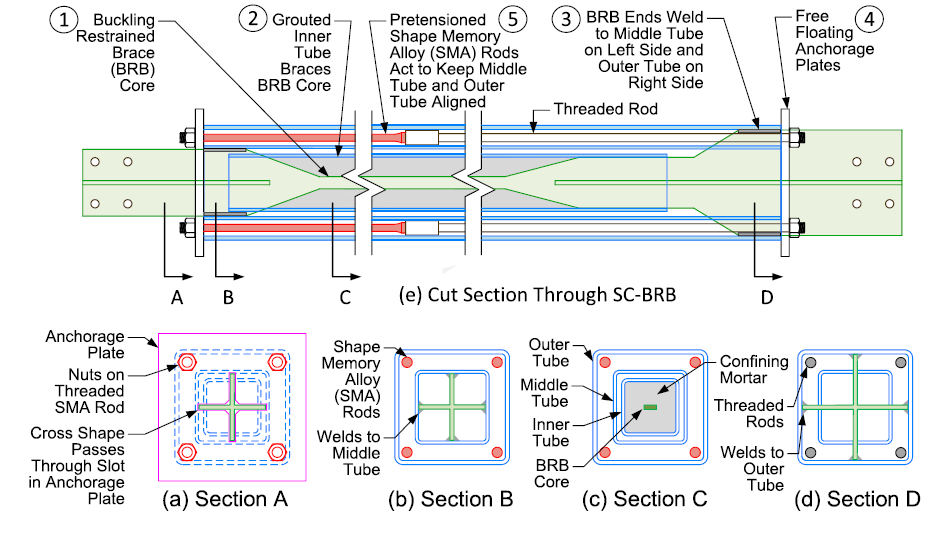 1 Buckling
Restrained
Brace
(BRB)
Core
2 Grouted
Inner
Tube
Braces
BRB Core
Pretensioned 5
Shape Memory
Alloy (SMA) Rods
Act to Keep Middle
Tube and Outer
Tube Aligned
3 BRB Ends Weld
to Middle Tube
on Left Side and
Outer Tube on
Right Side
Free 4
Floating
Anchorage
Plates
Threaded Rod
A
B
C
D
(e) Cut Section Through SC-BRB
Anchorage
Plate
Nuts on
Threaded
SMA Rod
Cross Shape
Passes
Through Slot
in Anchorage
Plate
(a) Section A
Shape
Memory
Alloy
(SMA)
Rods
Welds to
Middle
Tube
(b) Section B
Outer
Tube
Middle
Tube
Inner
Tube
BRB
Core
Confining
Mortar
(c) Section C
Threaded
Rods
Welds to
Outer
Tube
(d) Section D